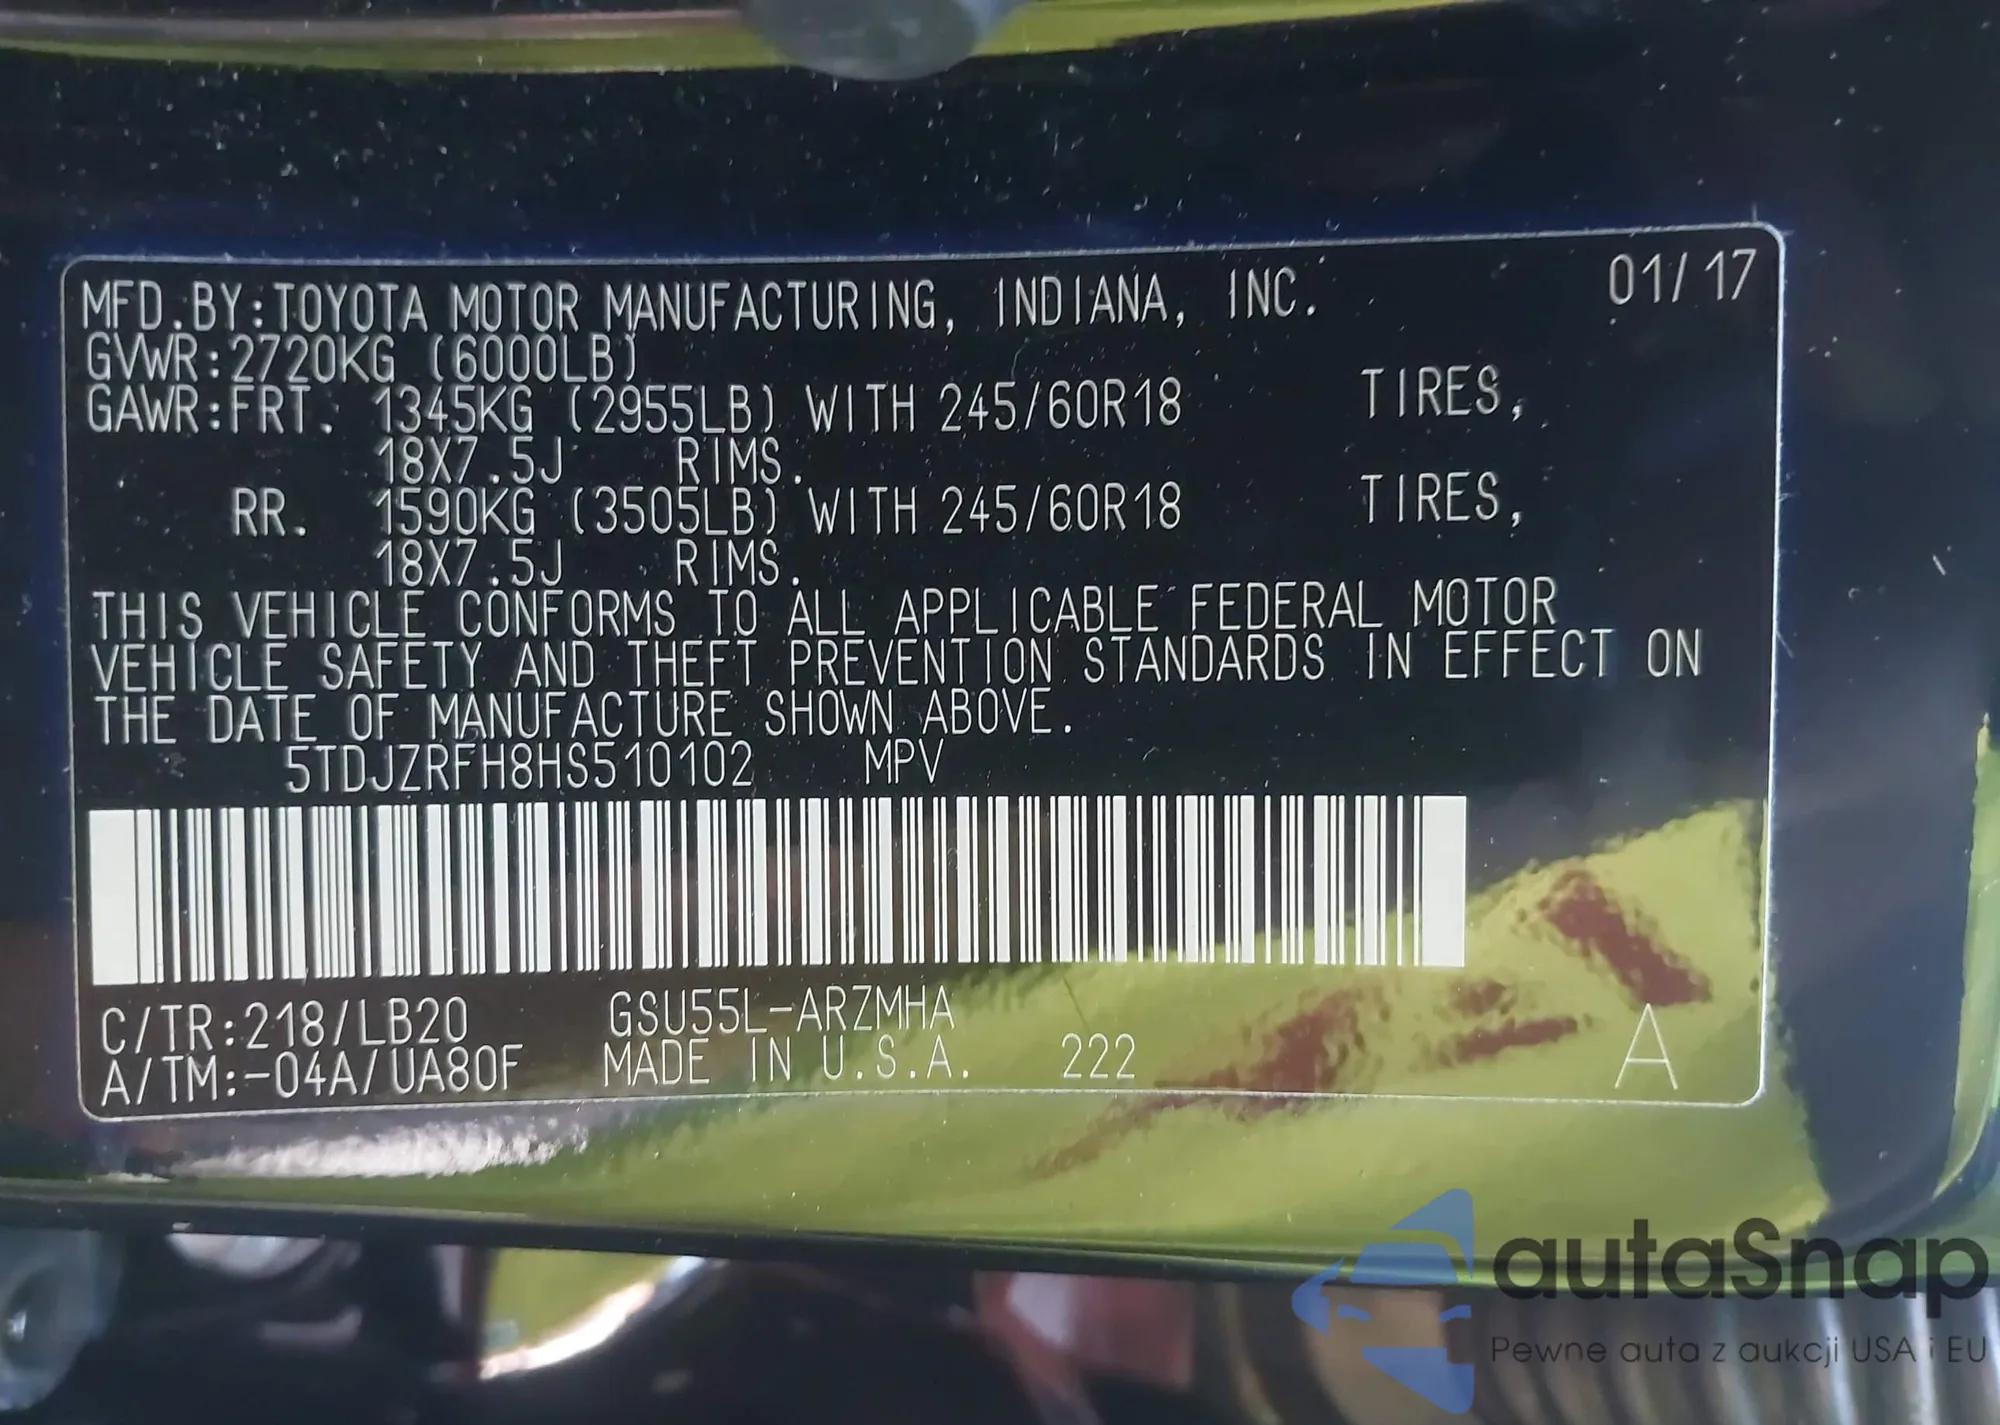 MFD.BY:TOYOTA MOTOR MANUFACTURING, INDIANA, INC. 01/17
GVWR:2720KG (6000LB)
GAWR:FRT. 1345KG (2955LB) WITH 245/60R18 TIRES,
18X7.5J RIMS.
RR. 1590KG (3505LB) WITH 245/60R18 TIRES,
18X7.5J RIMS.
THIS VEHICLE CONFORMS TO ALL APPLICABLE FEDERAL MOTOR
VEHICLE SAFETY AND THEFT PREVENTION STANDARDS IN EFFECT ON
THE DATE OF MANUFACTURE SHOWN ABOVE.
5TDJZRFH8HS510102 MPV
C/TR:218/LB20 GSU55L-ARZMHA
A/TM:-04A/UA80F MADE IN U.S.A. 222 A
autaSnap
Pewne auta z aukcji USA i EU